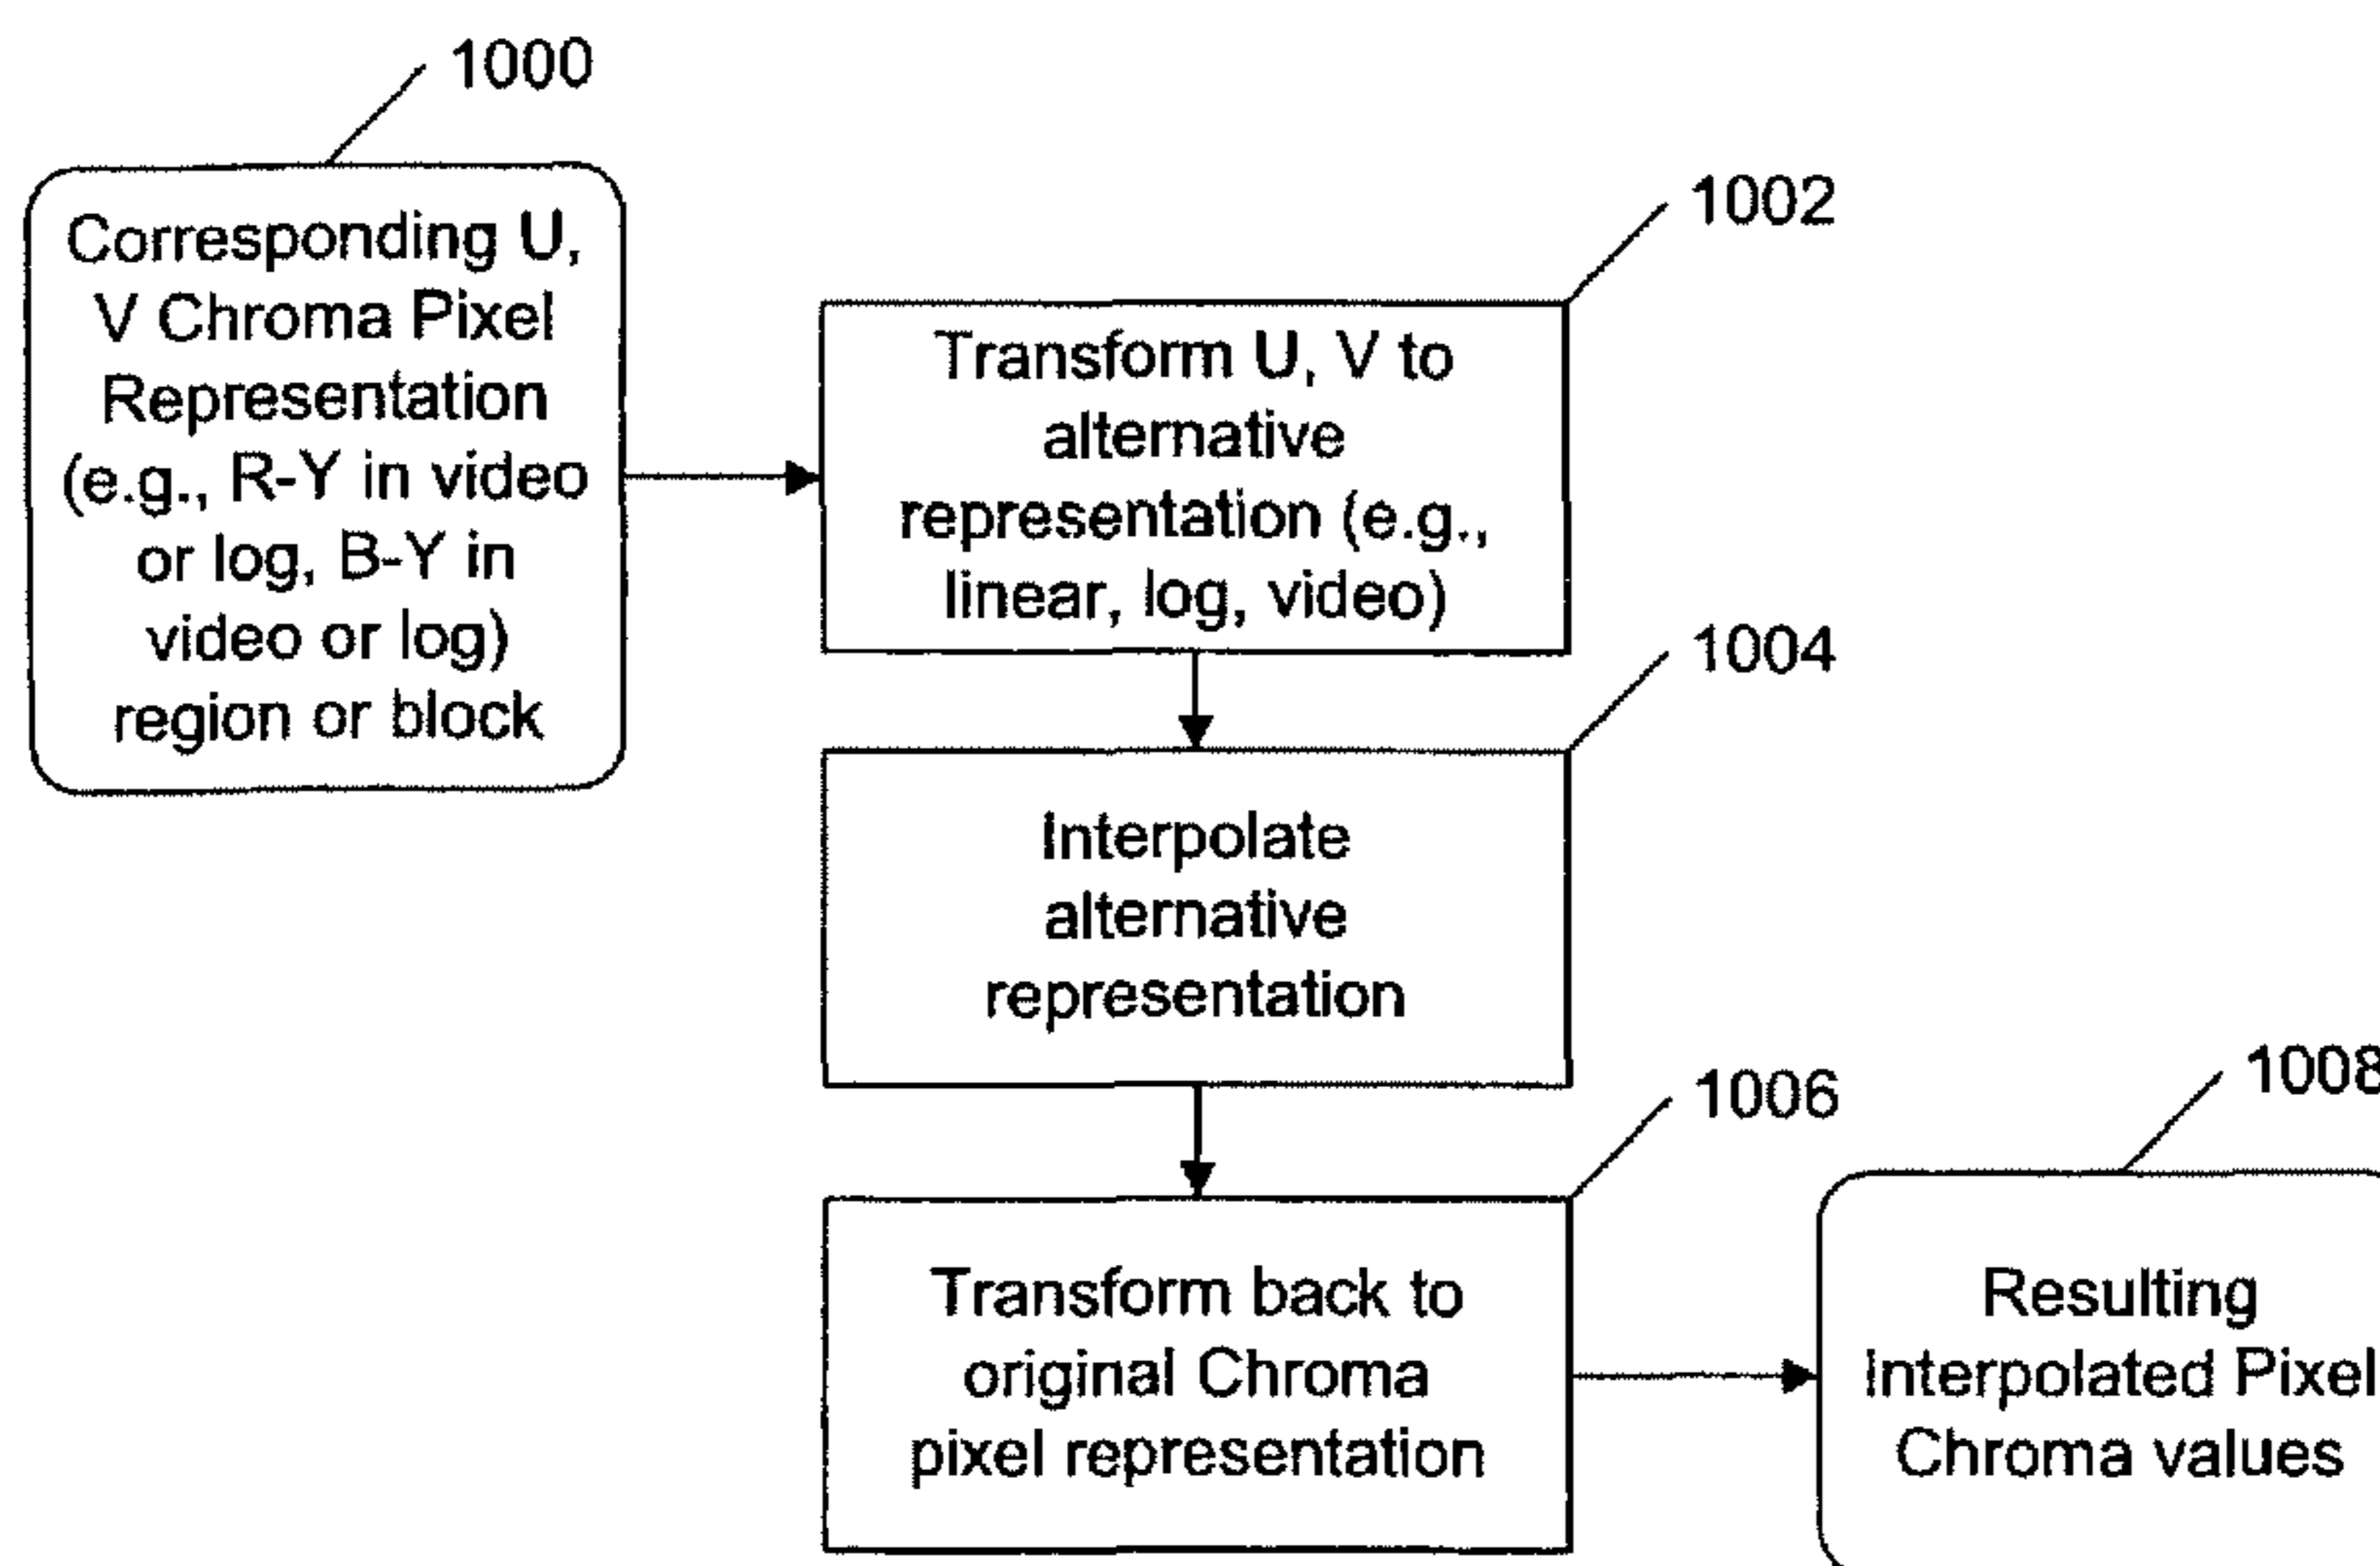 1000
Corresponding U,
V Chroma Pixel
Representation
(e.g., R-Y in video
or log, B-Y in
video or log)
region or block
1002
Transform U, V to
alternative
representation (e.g.,
linear, log, video)
1004
Interpolate
alternative
representation
1006
Transform back to
original Chroma
pixel representation
1008
Resulting
Interpolated Pixel
Chroma values